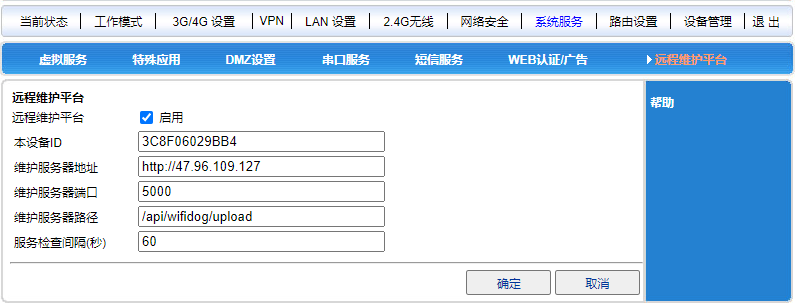 当前状态 工作模式 3G/4G 设置 VPN LAN 设置 2.4G无线 网络安全 系统服务 路由设置 设备管理 退 出
虚拟服务 特殊应用 DMZ设置 串口服务 短信服务 WEB认证/广告 远程维护平台
远程维护平台
帮助
远程维护平台 启用
本设备ID 3C8F06029BB4
维护服务器地址 http://47.96.109.127
维护服务器端口 5000
维护服务器路径 /api/wifidog/upload
服务检查间隔(秒) 60
确定 取消